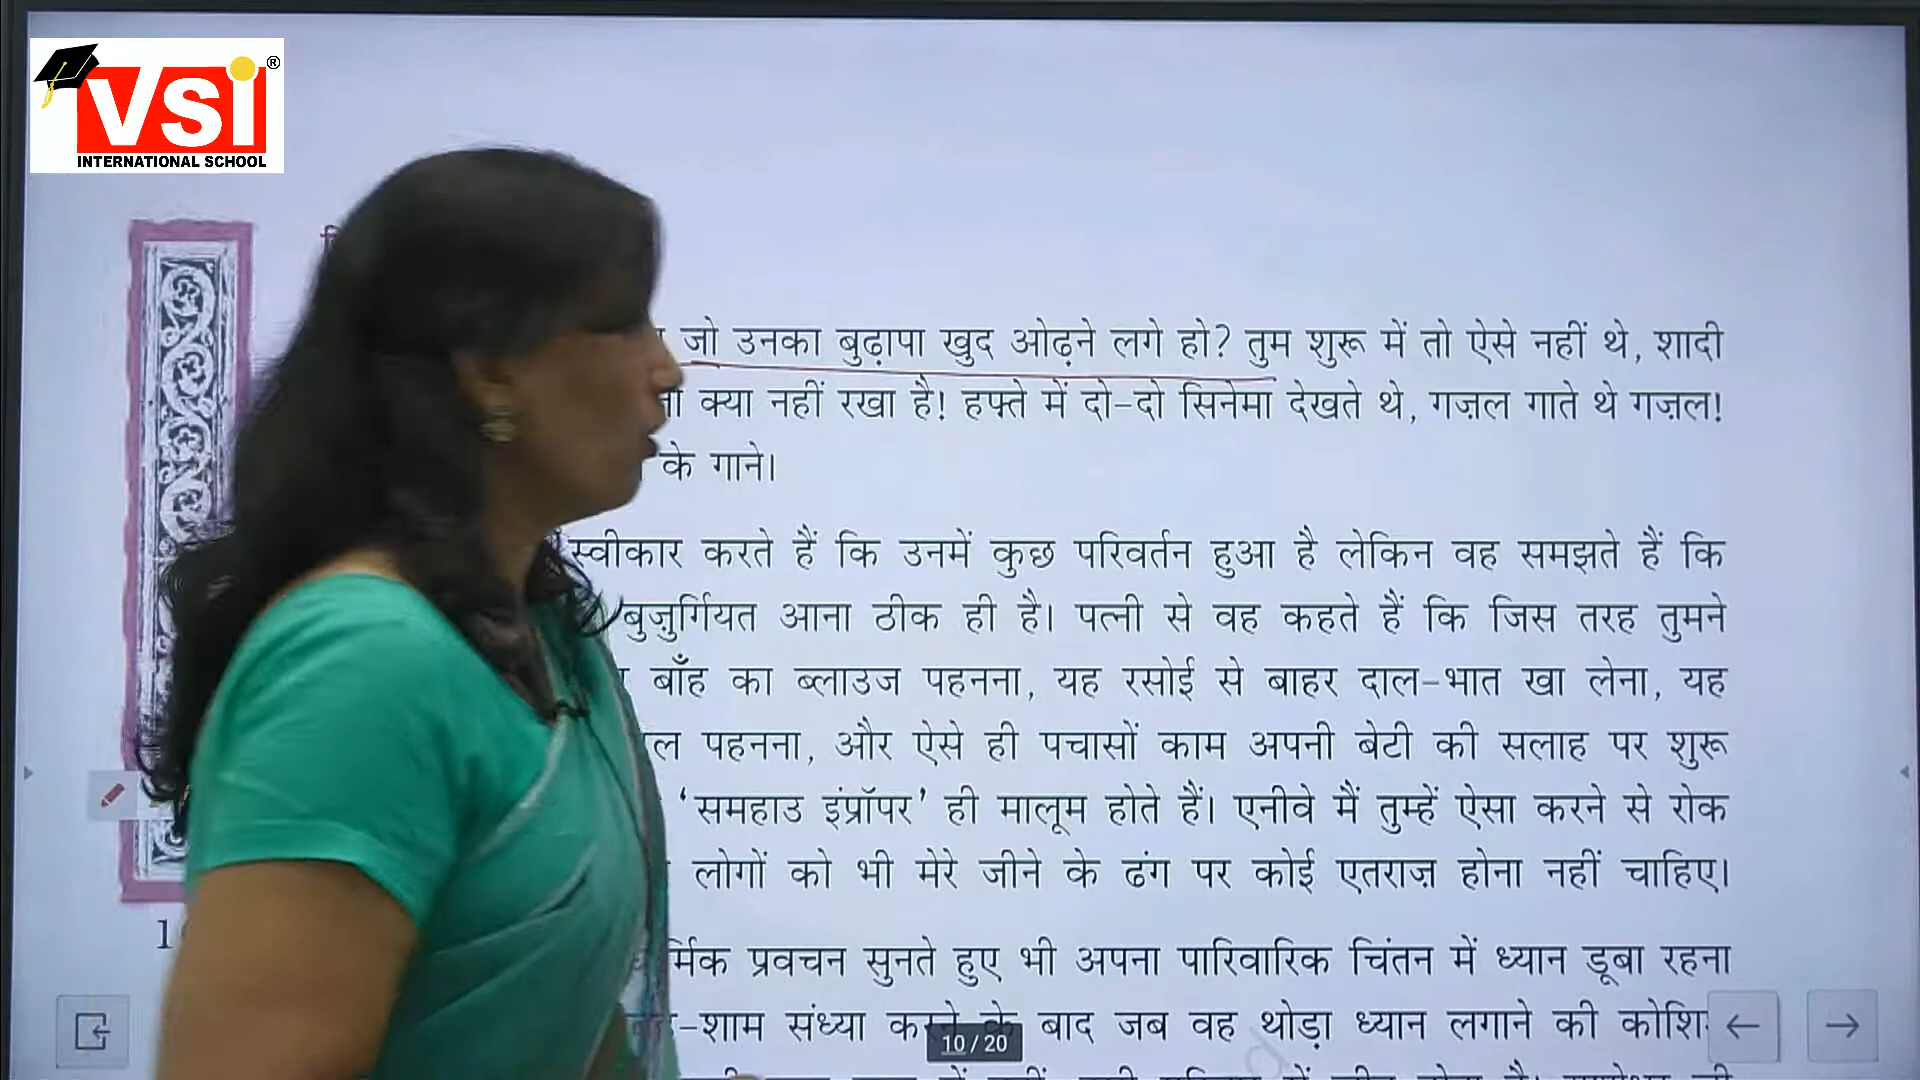 VSI ®
INTERNATIONAL SCHOOL
जो उनका बुढ़ापा खुद ओढ़ने लगे हो? तुम शुरू में तो ऐसे नहीं थे, शादी
क्या नहीं रखा है! हफ़्ते में दो-दो सिनेमा देखते थे, गज़ल गाते थे गज़ल!
के गाने।
स्वीकार करते हैं कि उनमें कुछ परिवर्तन हुआ है लेकिन वह समझते हैं कि
बुज़ुर्गियत आना ठीक ही है। पत्नी से वह कहते हैं कि जिस तरह तुमने
बाँह का ब्लाउज पहनना, यह रसोई से बाहर दाल-भात खा लेना, यह
पहनना, और ऐसे ही पचासों काम अपनी बेटी की सलाह पर शुरू
‘समहाउ इंप्रॉपर’ ही मालूम होते हैं। एनीवे मैं तुम्हें ऐसा करने से रोक
लोगों को भी मेरे जीने के ढंग पर कोई एतराज़ होना नहीं चाहिए।
प्रवचन सुनते हुए भी अपना पारिवारिक चिंतन में ध्यान डूबा रहना
-शाम संध्या करने के बाद जब वह थोड़ा ध्यान लगाने की
10 / 20